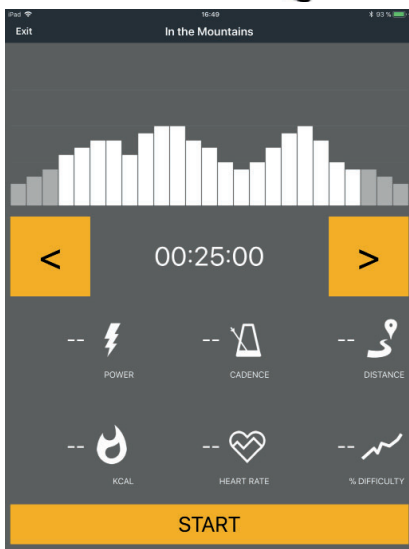 iPad 16:49 93 %
Exit In the Mountains
< 00:25:00 >
-- -- --
POWER CADENCE DISTANCE
-- -- --
KCAL HEART RATE % DIFFICULTY
START